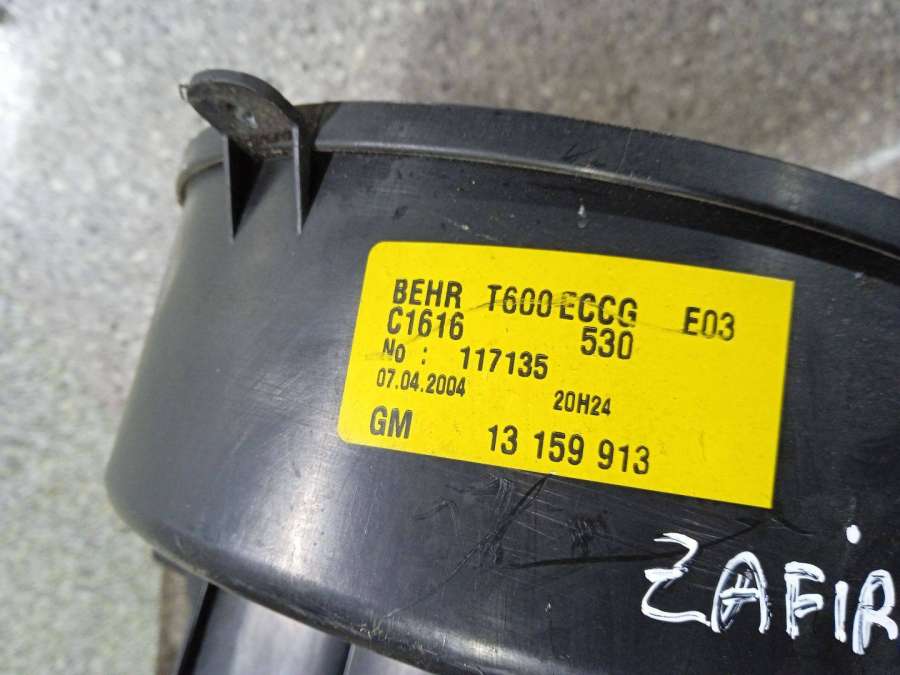 BEHR T600 ECCG E03
C1616 530
No : 117135
07.04.2004 20H24
GM 13 159 913
ZAFIR